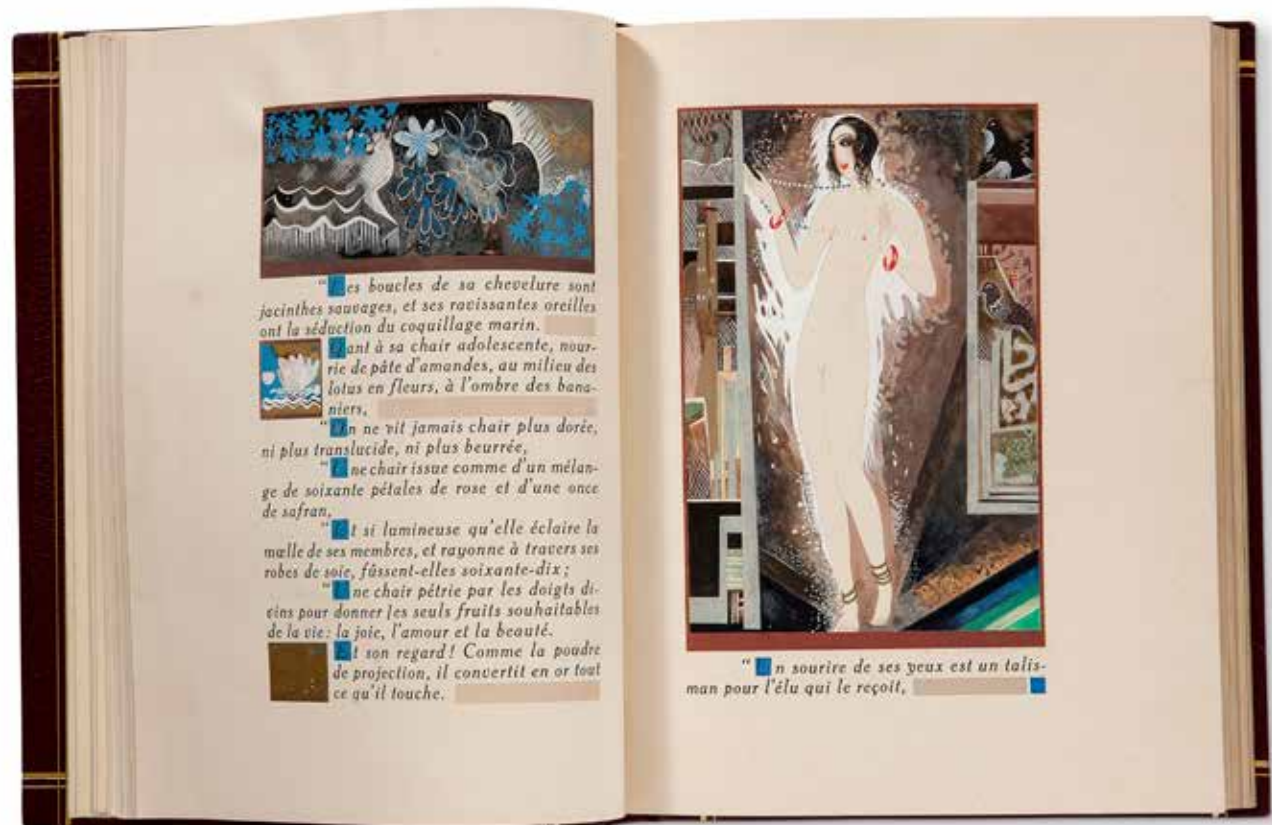 "Les boucles de sa chevelure sont
jacinthes sauvages, et ses ravissantes oreilles
ont la séduction du coquillage marin.
Qant à sa chair adolescente, nour-
rie de pâte d'amandes, au milieu des
lotus en fleurs, à l'ombre des bana-
niers,
"On ne vit jamais chair plus dorée,
ni plus translucide, ni plus beurrée,
"Une chair issue comme d'un mélan-
ge de soixante pétales de rose et d'une once
de safran,
"Et si lumineuse qu'elle éclaire la
mœlle de ses membres, et rayonne à travers ses
robes de soie, fûssent-elles soixante-dix ;
"Une chair pétrie par les doigts di-
vins pour donner les seuls fruits souhaitables
de la vie : la joie, l'amour et la beauté.
Et son regard ! Comme la poudre
de projection, il convertit en or tout
ce qu'il touche.
"Un sourire de ses yeux est un talis-
man pour l'élu qui le reçoit,